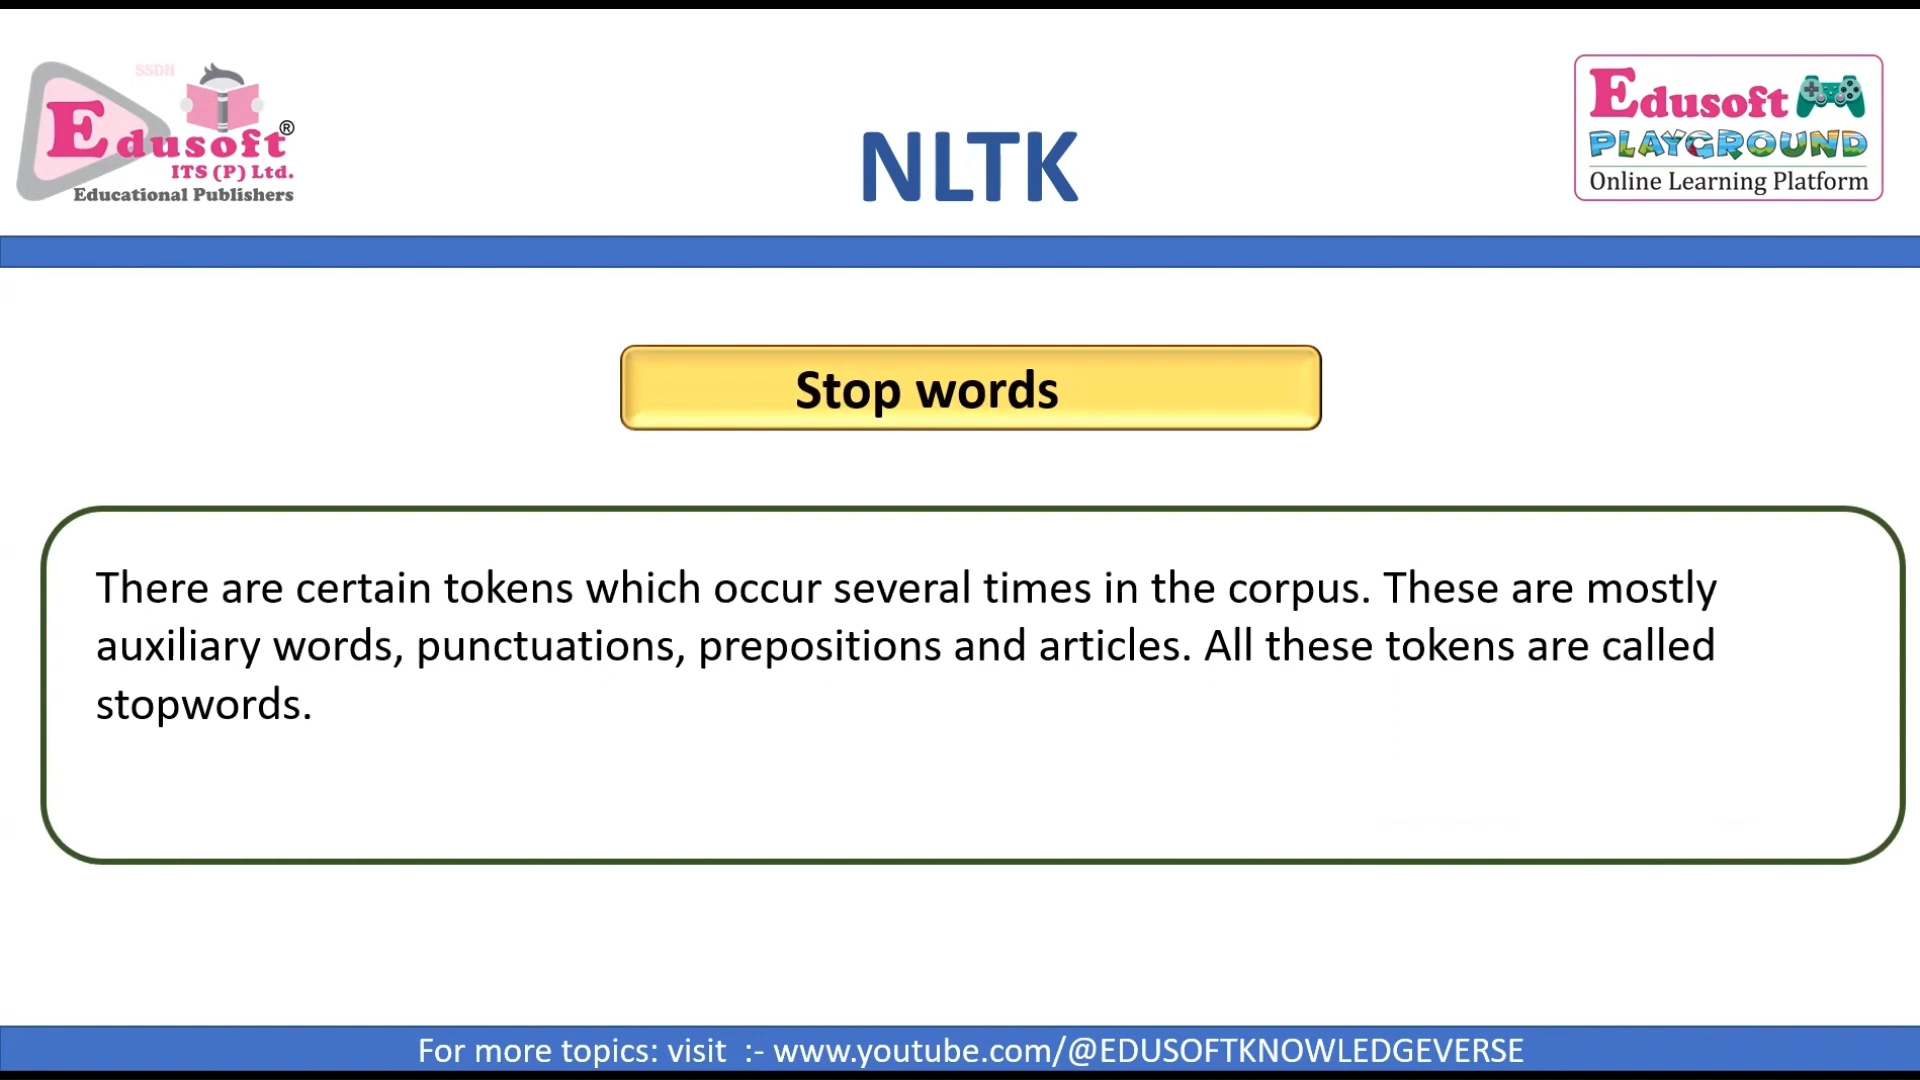 SSDN
Edusoft®
ITS (P) Ltd.
Educational Publishers
NLTK
Edusoft
PLAYGROUND
Online Learning Platform
Stop words
There are certain tokens which occur several times in the corpus. These are mostly
auxiliary words, punctuations, prepositions and articles. All these tokens are called
stopwords.
For more topics: visit :- www.youtube.com/@EDUSOFTKNOWLEDGEVERSE